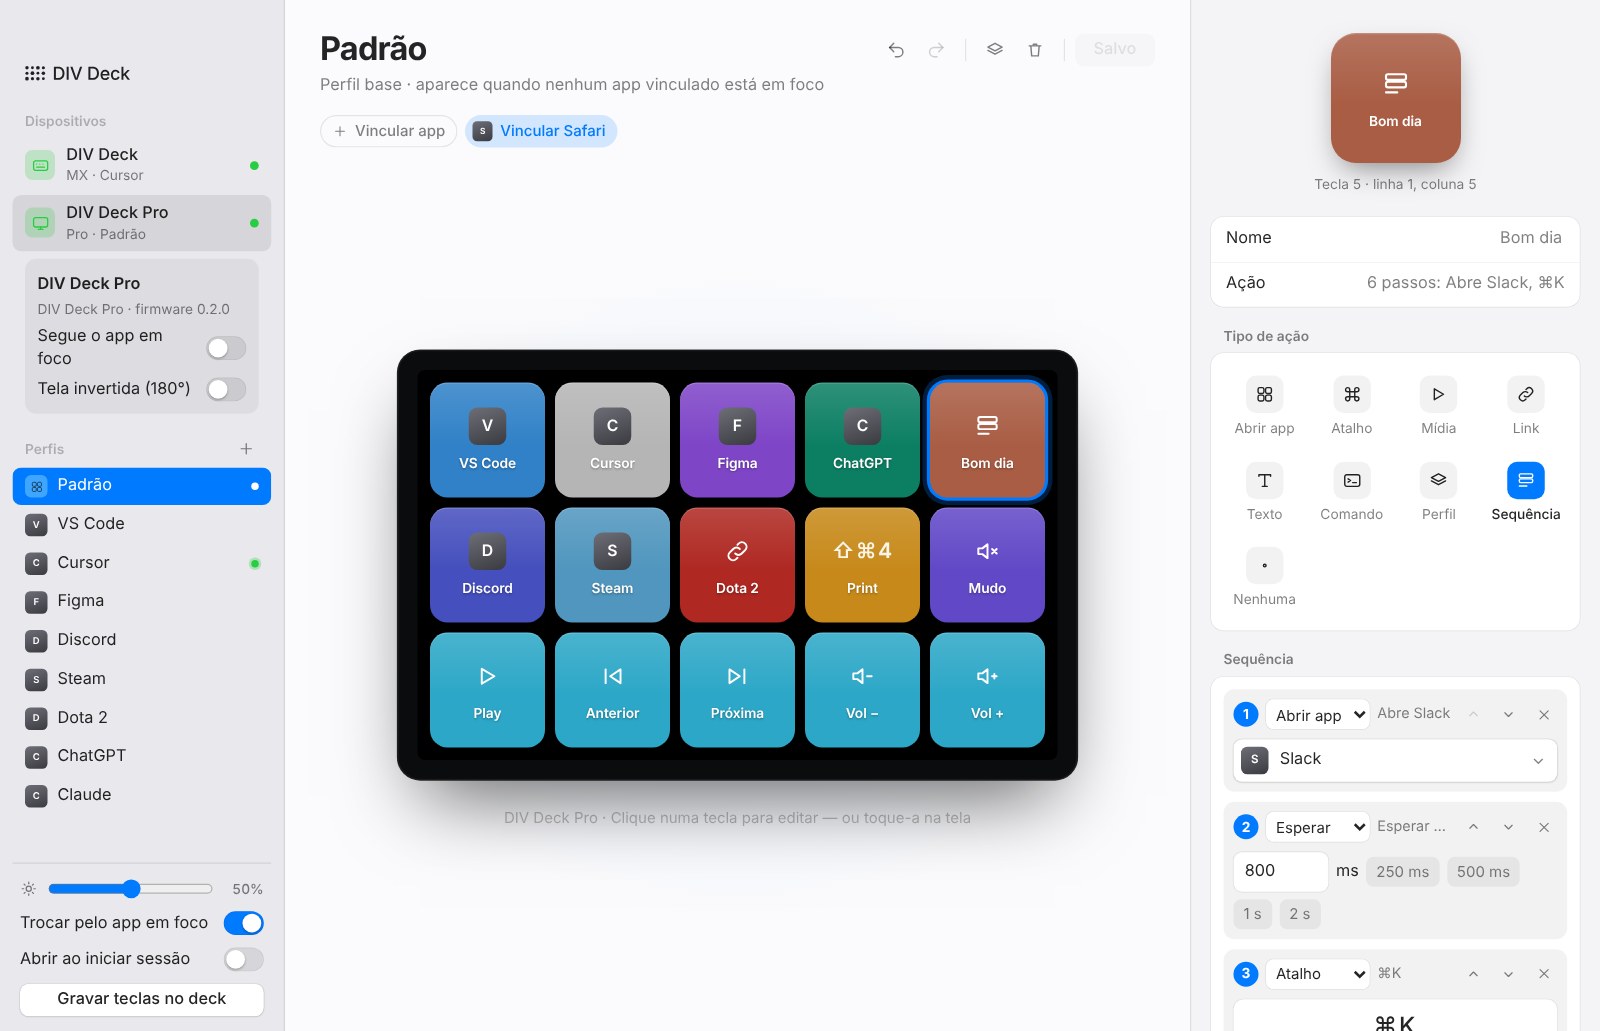 DIV Deck
Dispositivos
DIV Deck
MX · Cursor
DIV Deck Pro
Pro · Padrão
DIV Deck Pro
DIV Deck Pro · firmware 0.2.0
Segue o app em
foco
Tela invertida (180°)
Perfis
Padrão
V VS Code
C Cursor
F Figma
D Discord
S Steam
D Dota 2
C ChatGPT
C Claude
50%
Trocar pelo app em foco
Abrir ao iniciar sessão
Gravar teclas no deck
Padrão
Salvo
Perfil base · aparece quando nenhum app vinculado está em foco
Vincular app
S Vincular Safari
V
VS Code
C
Cursor
F
Figma
C
ChatGPT
Bom dia
D
Discord
S
Steam
Dota 2
⇧⌘4
Print
Mudo
Play
Anterior
Próxima
Vol –
Vol +
DIV Deck Pro · Clique numa tecla para editar — ou toque-a na tela
Bom dia
Tecla 5 · linha 1, coluna 5
Nome Bom dia
Ação 6 passos: Abre Slack, ⌘K
Tipo de ação
Abrir app
Atalho
Mídia
Link
Texto
Comando
Perfil
Sequência
Nenhuma
Sequência
1 Abrir app Abre Slack
S Slack
2 Esperar Esperar ...
800 ms 250 ms 500 ms
1 s 2 s
3 Atalho ⌘K
⌘K